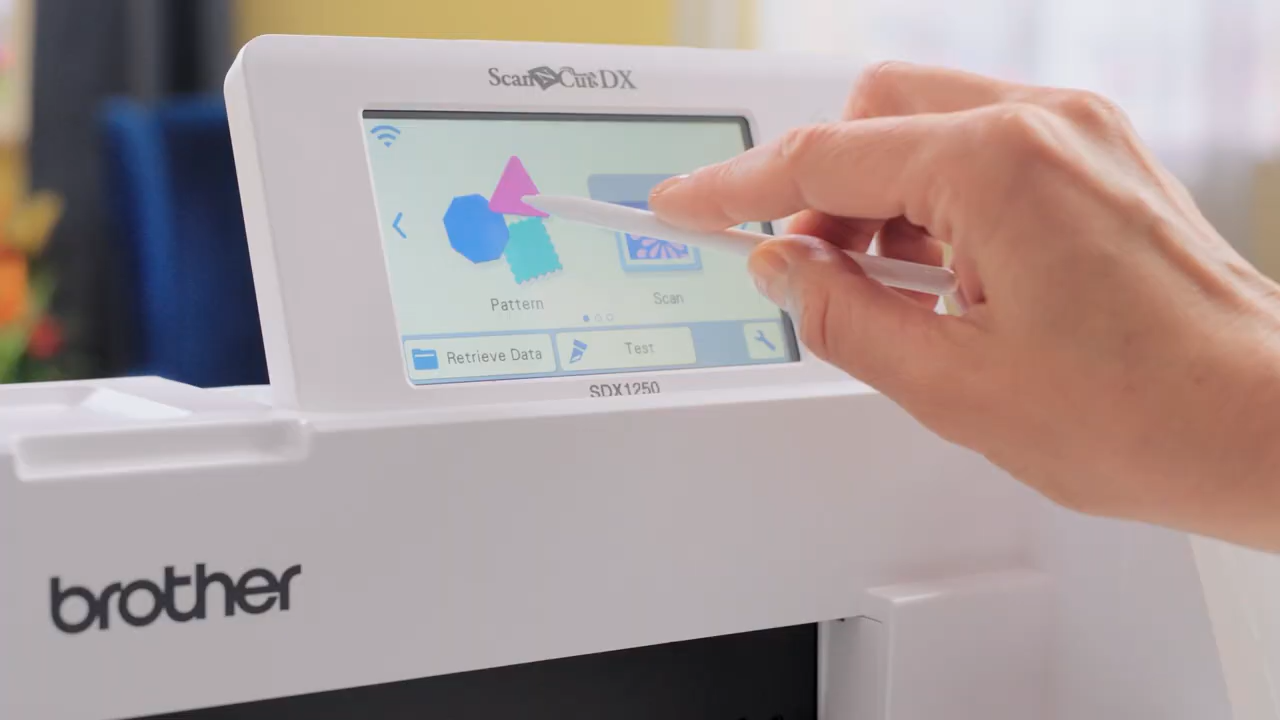 ScanNCutDX
Pattern
Scan
Retrieve Data
Test
SDX1250
brother